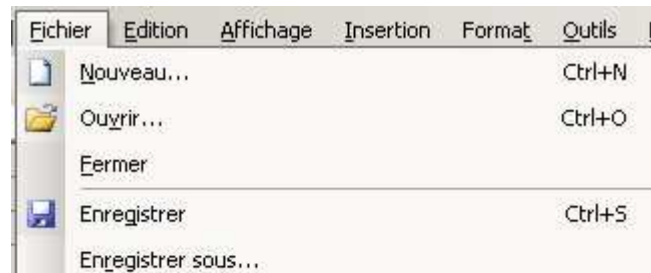 Fichier Edition Affichage Insertion Format Outils
Nouveau... Ctrl+N
Ouvrir... Ctrl+O
Fermer
Enregistrer Ctrl+S
Enregistrer sous...